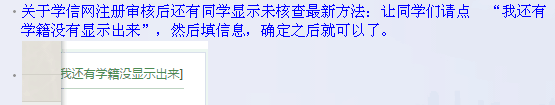 关于学信网注册审核后还有同学显示未核查最新方法：让同学们请点 “我还有
学籍没有显示出来”，然后填信息，确定之后就可以了。
我还有学籍没显示出来]